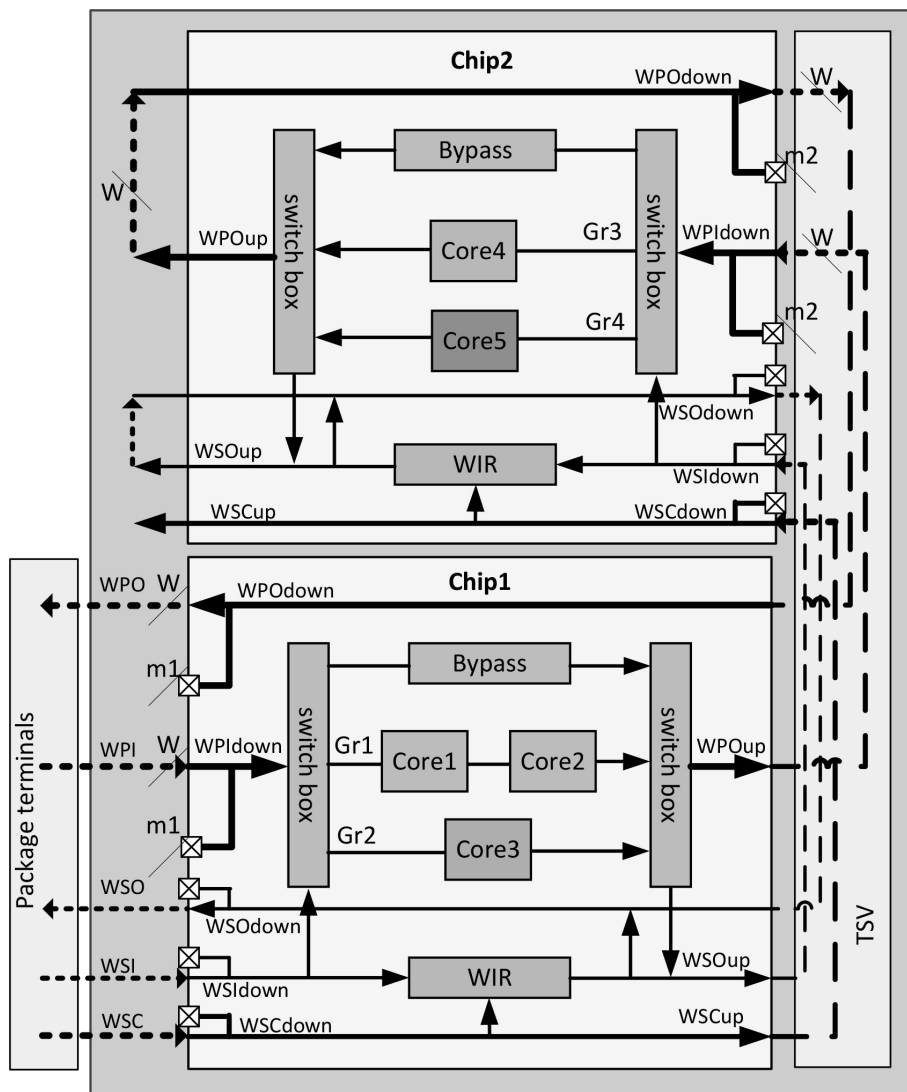 Chip2
WPOdown
W
Bypass
m2
W
switch box
switch box
WPOup
Core4
Gr3
WPIdown
W
Core5
Gr4
m2
WSOdown
WSOup
WIR
WSIdown
WSCup
WSCdown
Chip1
WPO
W
WPOdown
m1
Bypass
switch box
switch box
WPI
W
WPIdown
Gr1
Core1
Core2
WPOup
m1
Gr2
Core3
Package terminals
WSO
WSOdown
TSV
WSI
WSIdown
WIR
WSOup
WSC
WSCdown
WSCup